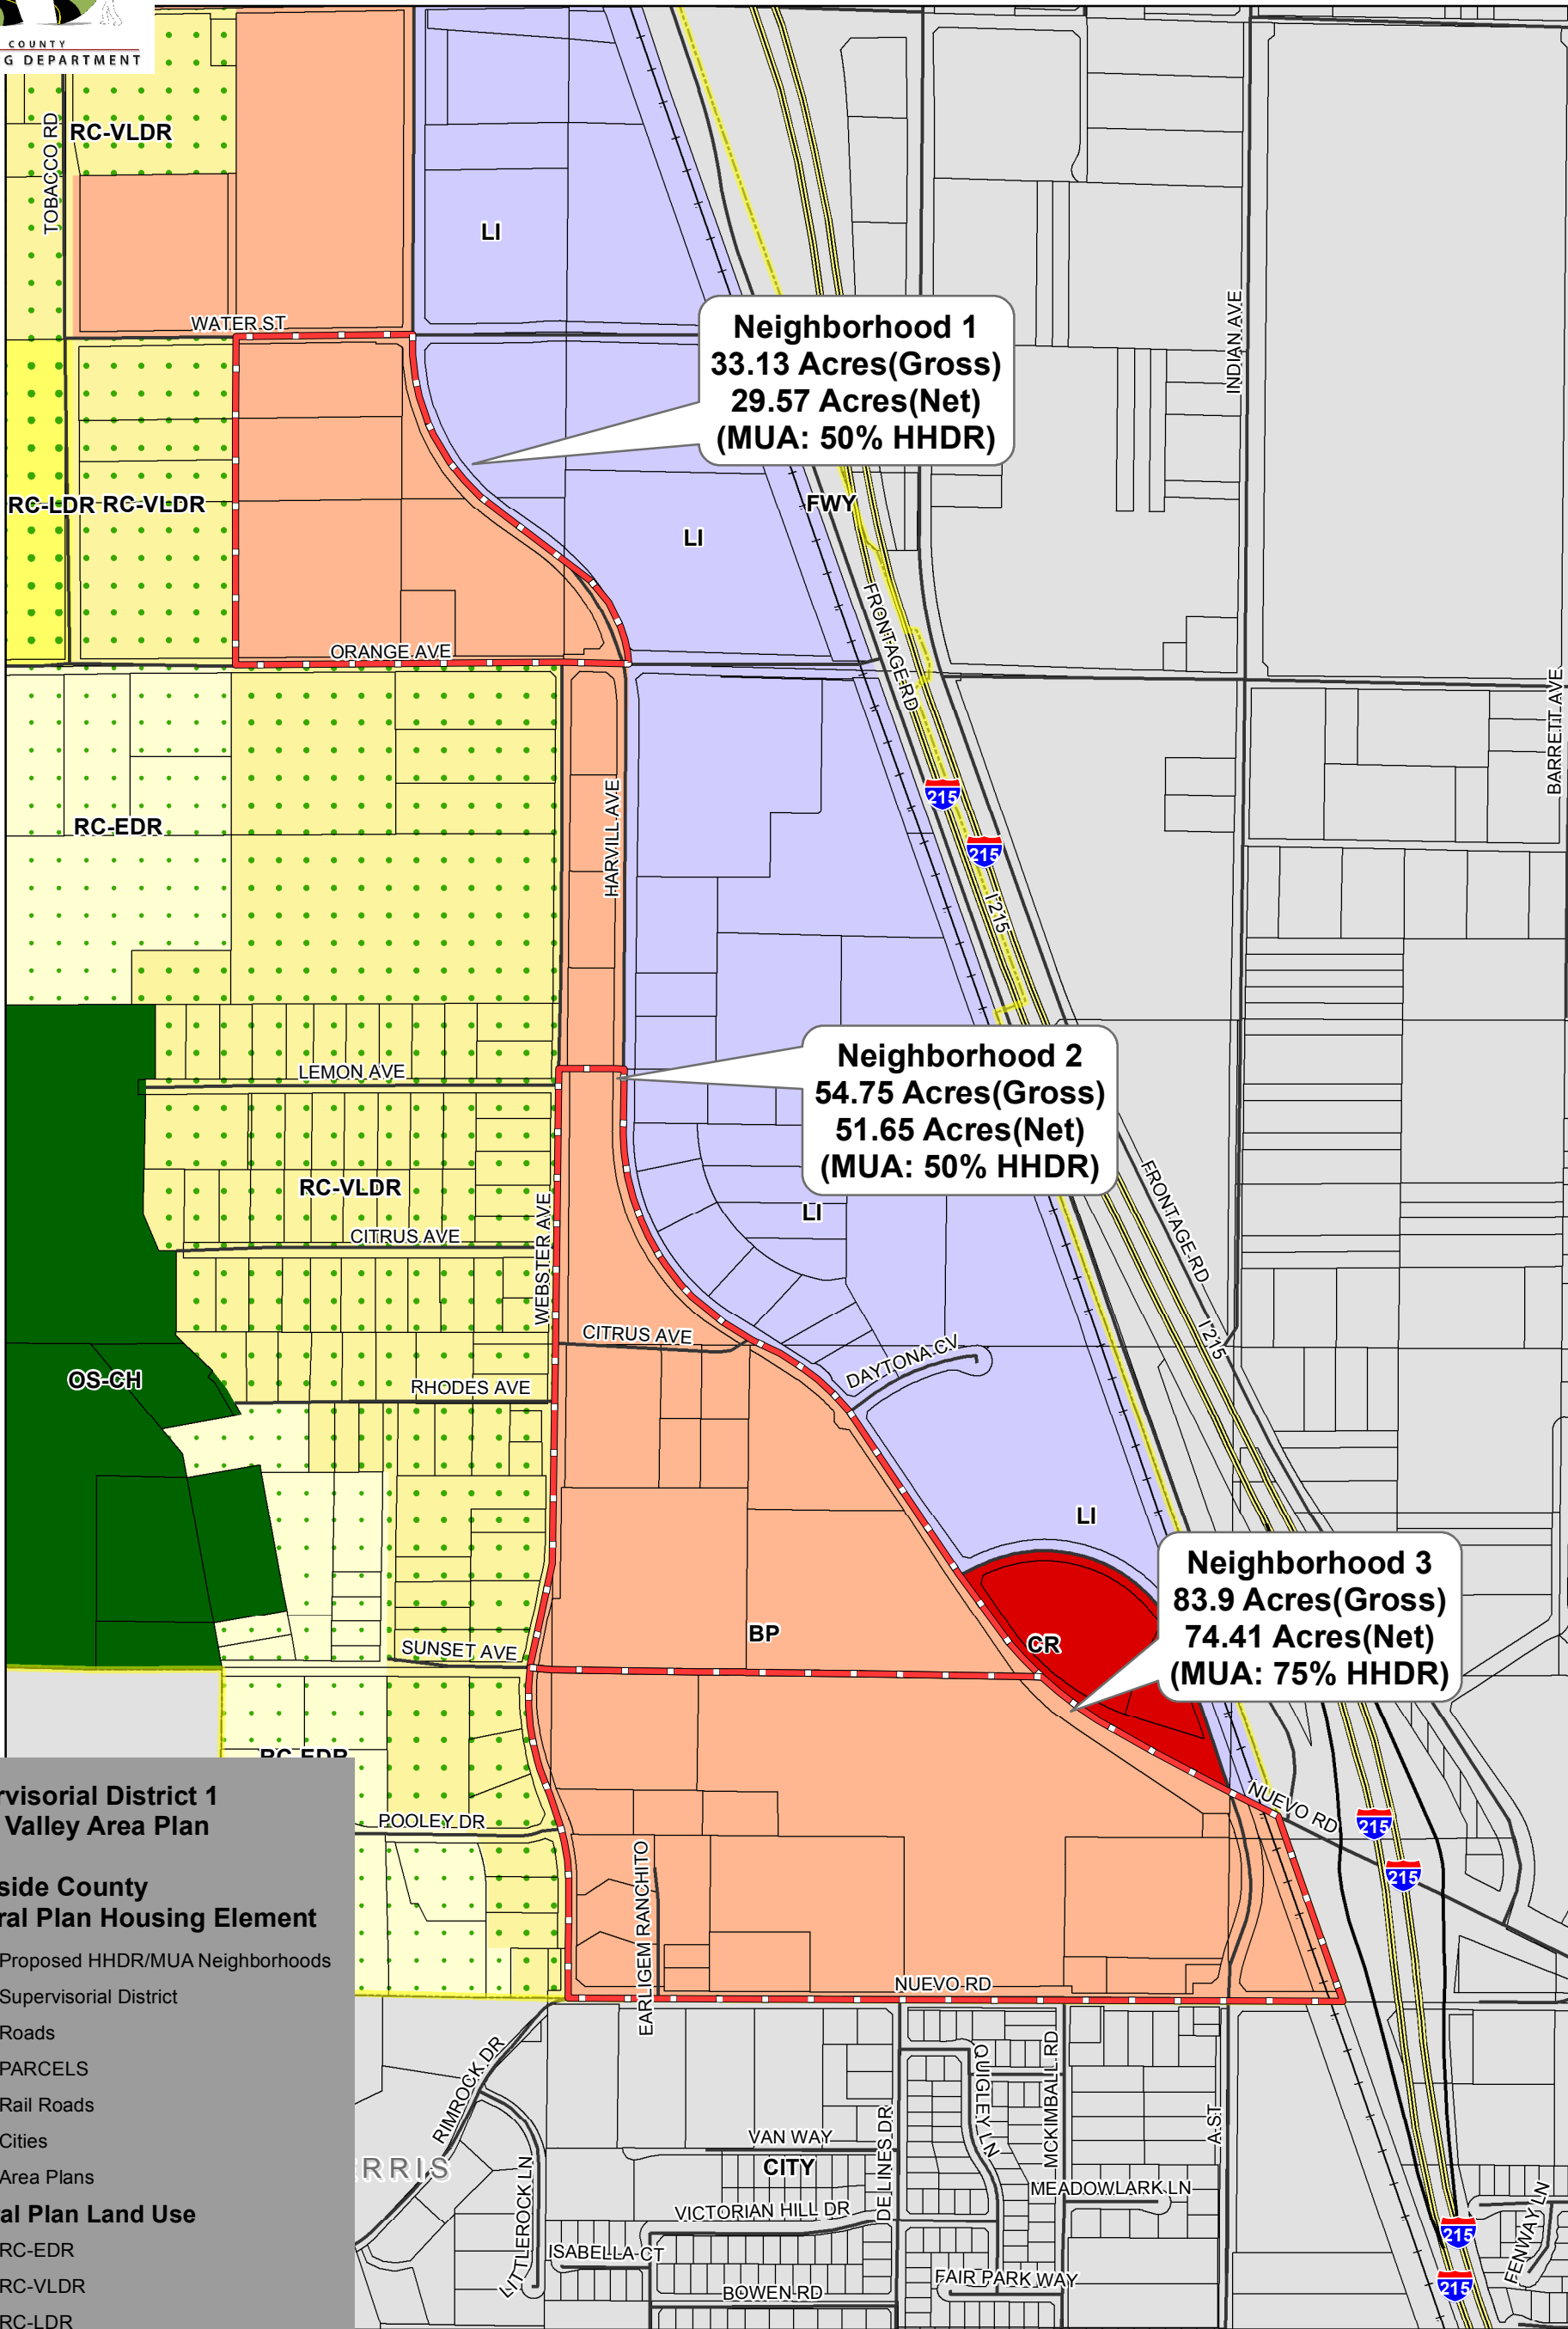 COUNTY
G DEPARTMENT
RC-VLDR
TOBACCO RD
LI
WATER ST
Neighborhood 1
33.13 Acres(Gross)
29.57 Acres(Net)
(MUA: 50% HHDR)
INDIAN AVE
RC-LDR
RC-VLDR
FWY
LI
FRONTAGE RD
ORANGE AVE
BARRETT AVE
HARVILL AVE
RC-EDR
215
215
I 215
LEMON AVE
Neighborhood 2
54.75 Acres(Gross)
51.65 Acres(Net)
(MUA: 50% HHDR)
RC-VLDR
LI
FRONTAGE RD
WEBSTER AVE
CITRUS AVE
CITRUS AVE
I 215
DAYTONA CV
OS-CH
RHODES AVE
LI
Neighborhood 3
83.9 Acres(Gross)
74.41 Acres(Net)
(MUA: 75% HHDR)
BP
CR
SUNSET AVE
RC-EDR
NUEVO RD
215
215
POOLEY DR
EARLIGEM RANCHITO
NUEVO RD
rvisorial District 1
Valley Area Plan
side County
ral Plan Housing Element
Proposed HHDR/MUA Neighborhoods
Supervisorial District
Roads
PARCELS
Rail Roads
Cities
Area Plans
al Plan Land Use
RC-EDR
RC-VLDR
RC-LDR
RIMROCK DR
ERRIS
LITTLEROCK LN
VAN WAY
CITY
DE LINES DR
QUIGLEY LN
MCKIMBALL RD
A ST
MEADOWLARK LN
VICTORIAN HILL DR
ISABELLA CT
BOWEN RD
FAIR PARK WAY
215
215
FENWAY LN